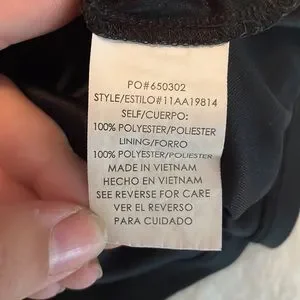 PO#650302
STYLE/ESTILO#11AA19814
SELF/CUERPO:
100% POLYESTER/POLIESTER
LINING/FORRO
100% POLYESTER/POLIESTER
MADE IN VIETNAM
HECHO EN VIETNAM
SEE REVERSE FOR CARE
VER EL REVERSO
PARA CUIDADO